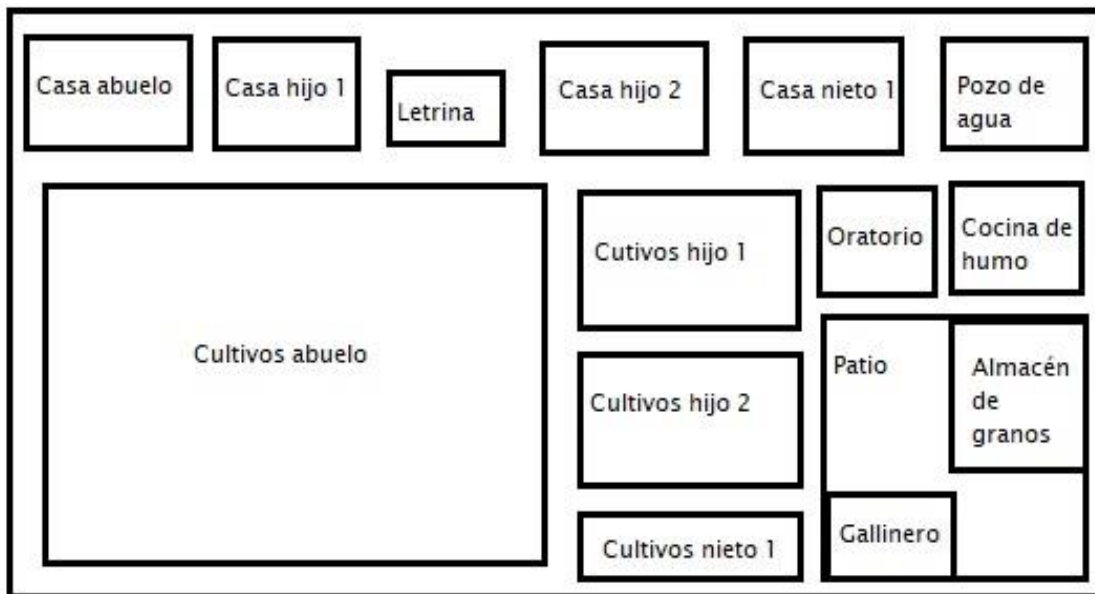 Casa abuelo
Casa hijo 1
Letrina
Casa hijo 2
Casa nieto 1
Pozo de
agua
Cultivos abuelo
Cutivos hijo 1
Oratorio
Cocina de
humo
Cultivos hijo 2
Patio
Almacén
de
granos
Cultivos nieto 1
Gallinero